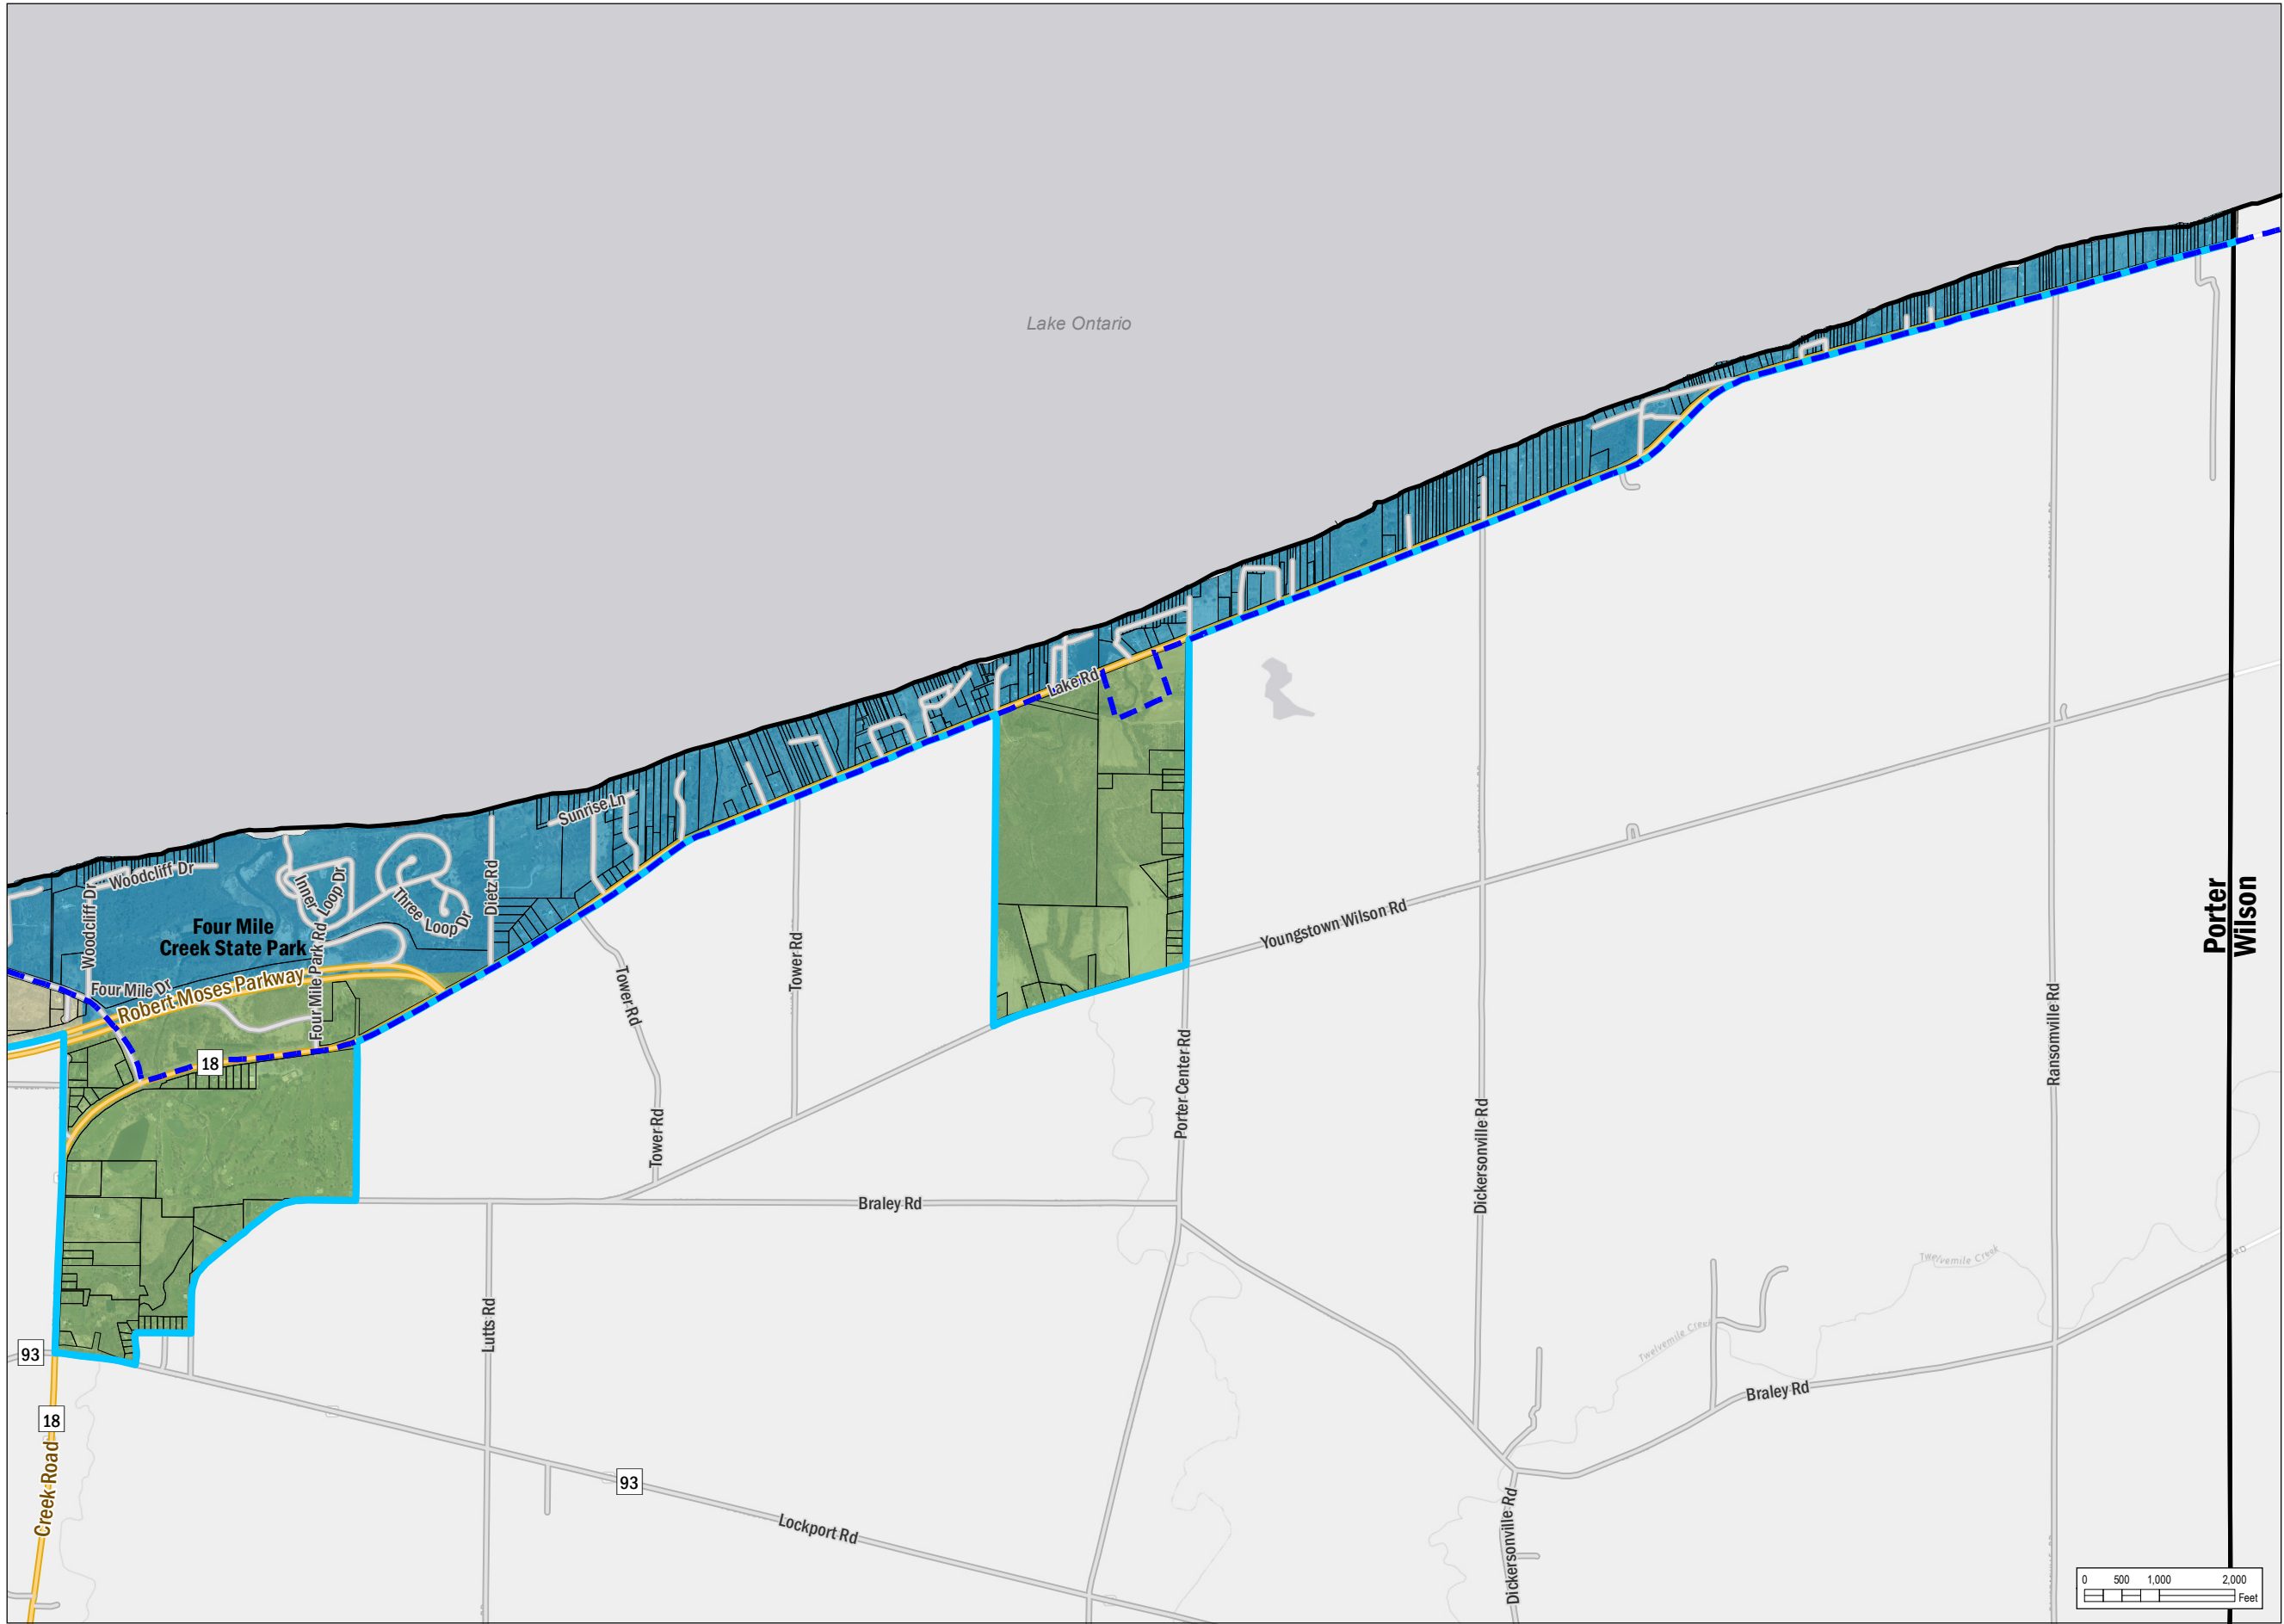 Lake Ontario
Lake Rd
Sunrise Ln
Woodcliff Dr
Woodcliff Dr
Inner
Loop Dr
Three Loop Dr
Dietz Rd
Four Mile
Creek State Park
Four Mile Dr
Robert Moses Parkway
Four Mile Park Rd
18
Tower Rd
Tower Rd
Tower Rd
Youngstown Wilson Rd
Porter
Wilson
Porter Center Rd
Dickersonville Rd
Ransomville Rd
Braley Rd
Twelvemile Creek
Twelvemile Creek
Lutts Rd
93
Braley Rd
18
Creek Road
93
Lockport Rd
Dickersonville Rd
0 500 1,000 2,000
Feet